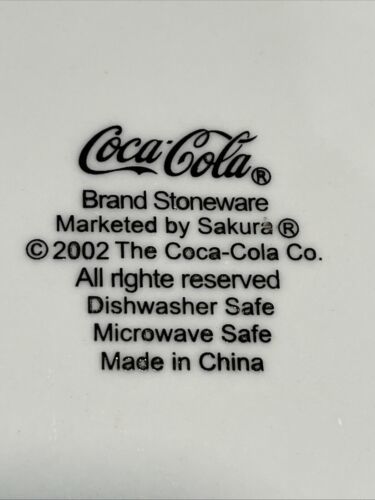 Coca-Cola®
Brand Stoneware
Marketed by Sakura®
©2002 The Coca-Cola Co.
All rights reserved
Dishwasher Safe
Microwave Safe
Made in China